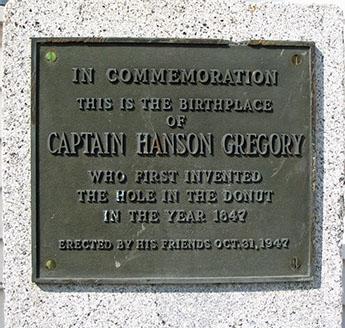 IN COMMEMORATION
THIS IS THE BIRTHPLACE
OF
CAPTAIN HANSON GREGORY
WHO FIRST INVENTED
THE HOLE IN THE DONUT
IN THE YEAR 1847
ERECTED BY HIS FRIENDS OCT. 31, 1947